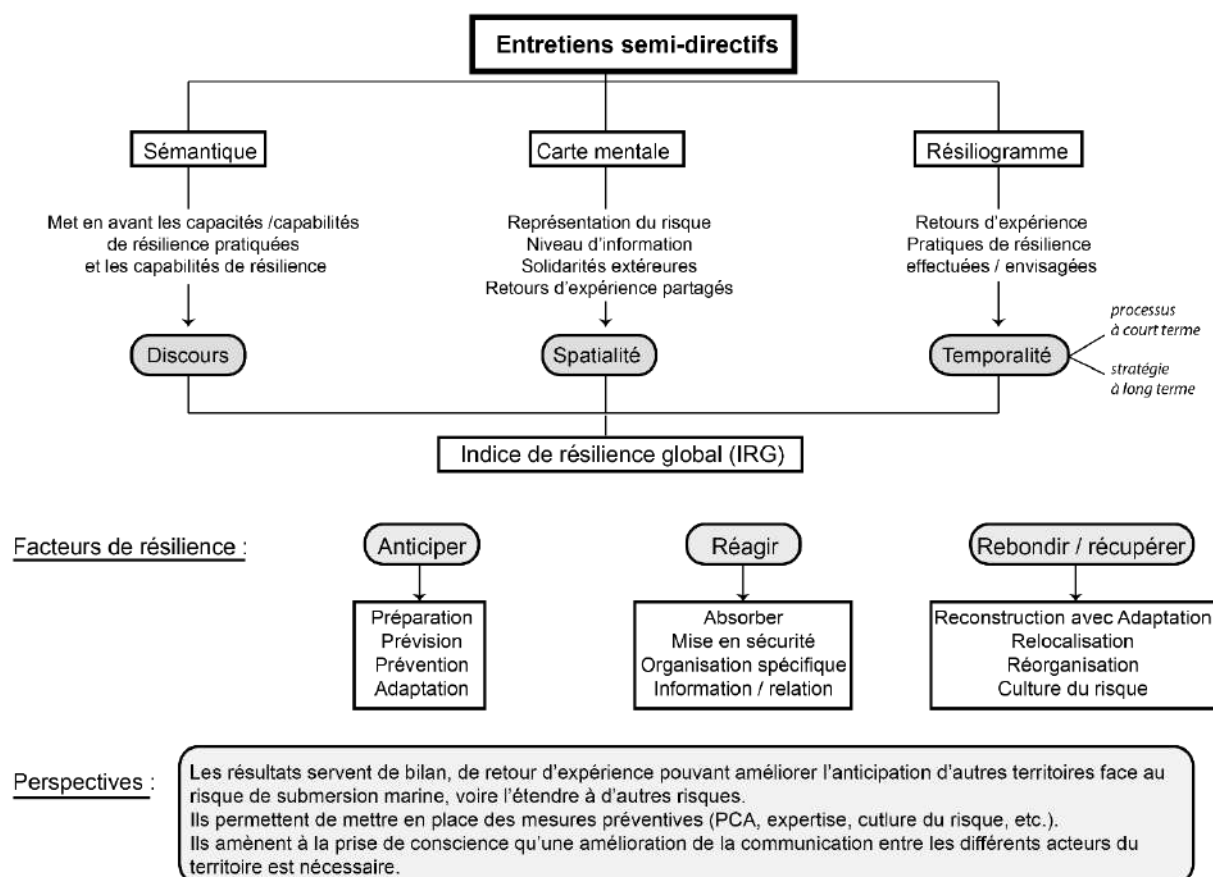 Entretiens semi-directifs
Sémantique
Carte mentale
Résiliogramme
Met en avant les capacités /capabilités
de résilience pratiquées
et les capabilités de résilience
Représentation du risque
Niveau d'information
Solidarités extéreures
Retours d'expérience partagés
Retours d'expérience
Pratiques de résilience
effectuées / envisagées
Discours
Spatialité
Temporalité
processus
à court terme
stratégie
à long terme
Indice de résilience global (IRG)
Facteurs de résilience :
Anticiper
Réagir
Rebondir / récupérer
Préparation
Prévision
Prévention
Adaptation
Absorber
Mise en sécurité
Organisation spécifique
Information / relation
Reconstruction avec Adaptation
Relocalisation
Réorganisation
Culture du risque
Perspectives :
Les résultats servent de bilan, de retour d'expérience pouvant améliorer l'anticipation d'autres territoires face au
risque de submersion marine, voire l'étendre à d'autres risques.
Ils permettent de mettre en place des mesures préventives (PCA, expertise, cutlure du risque, etc.).
Ils amènent à la prise de conscience qu'une amélioration de la communication entre les différents acteurs du
territoire est nécessaire.